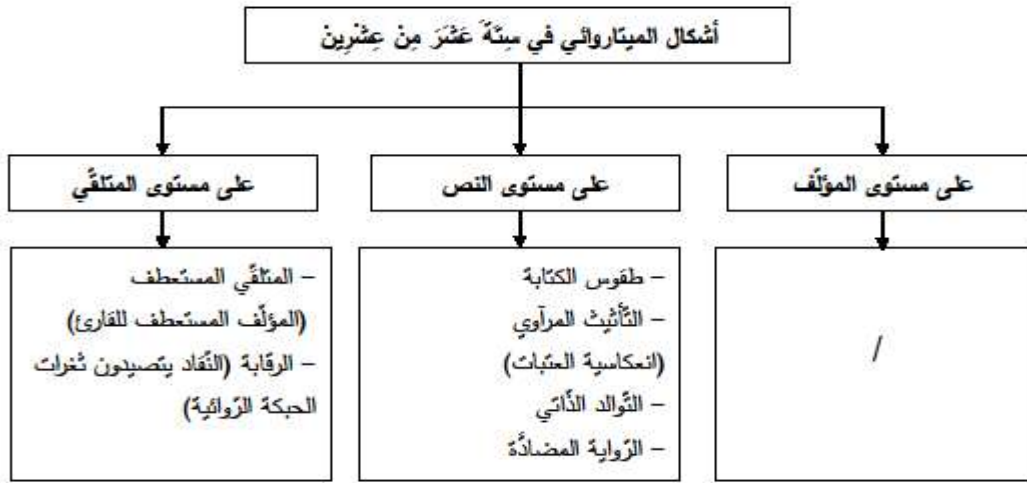 أشكال الميتاروائي في سِتَّةَ عَشَرَ مِنْ عِشْرِينْ
على مستوى المؤلّف
على مستوى النص
على مستوى المتلقّي
/
– طقوس الكتابة
– التّأثيث المرآوي
(انعكاسية العتبات)
– التّوالد الذّاتي
– الرّواية المضادَّة
– المتلقّي المستعطف
(المؤلّف المستعطف للقارئ)
– الرقابة (النّقاد يتصيدون ثغرات
الحبكة الرّوائية)